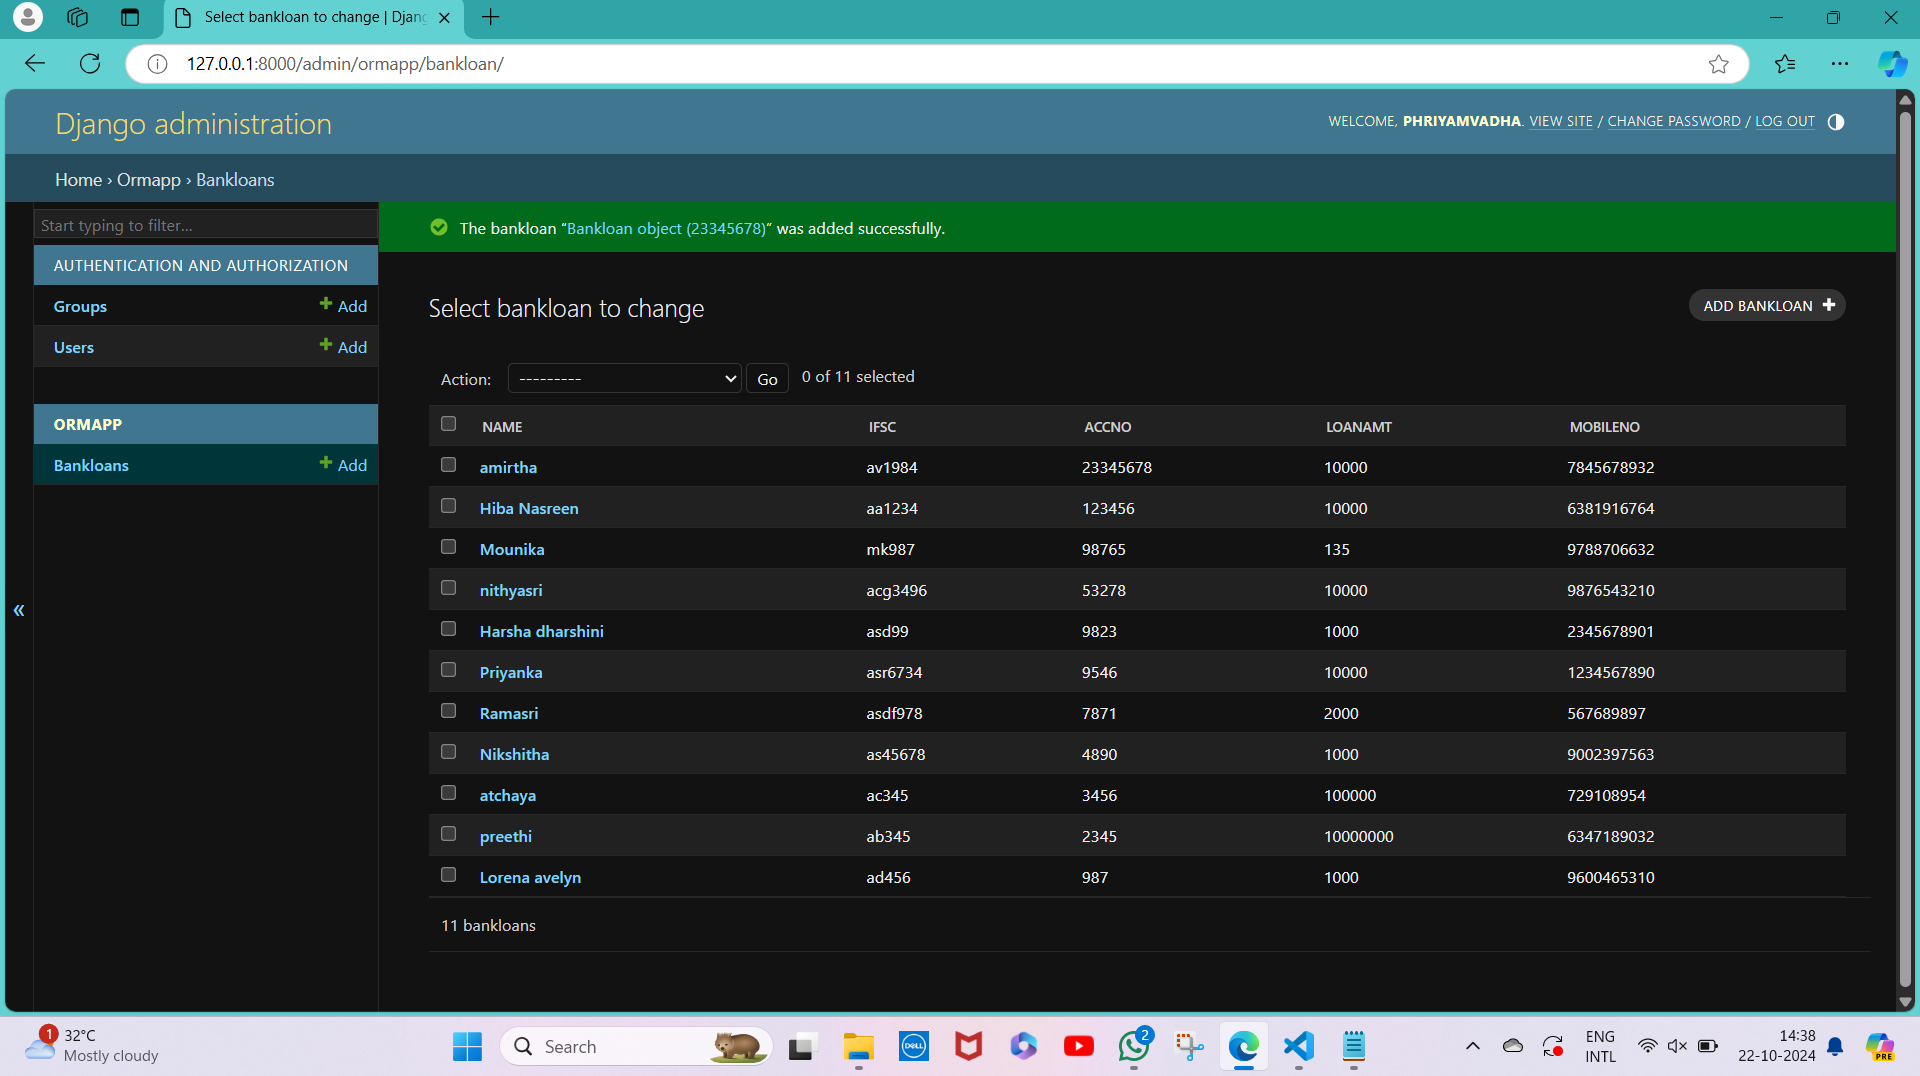 Select bankloan to change | Djang
127.0.0.1:8000/admin/ormapp/bankloan/
Django administration
WELCOME, PHRIYAMVADHA. VIEW SITE / CHANGE PASSWORD / LOG OUT
Home › Ormapp › Bankloans
Start typing to filter...
The bankloan “Bankloan object (23345678)” was added successfully.
AUTHENTICATION AND AUTHORIZATION
Groups Add
Users Add
ORMAPP
Bankloans Add
«
Select bankloan to change
ADD BANKLOAN
Action: --------- Go 0 of 11 selected
NAME IFSC ACCNO LOANAMT MOBILENO
amirtha av1984 23345678 10000 7845678932
Hiba Nasreen aa1234 123456 10000 6381916764
Mounika mk987 98765 135 9788706632
nithyasri acg3496 53278 10000 9876543210
Harsha dharshini asd99 9823 1000 2345678901
Priyanka asr6734 9546 10000 1234567890
Ramasri asdf978 7871 2000 567689897
Nikshitha as45678 4890 1000 9002397563
atchaya ac345 3456 100000 729108954
preethi ab345 2345 10000000 6347189032
Lorena avelyn ad456 987 1000 9600465310
11 bankloans
1
32°C
Mostly cloudy
Search
DELL
2
ENG
INTL
14:38
22-10-2024
PRE